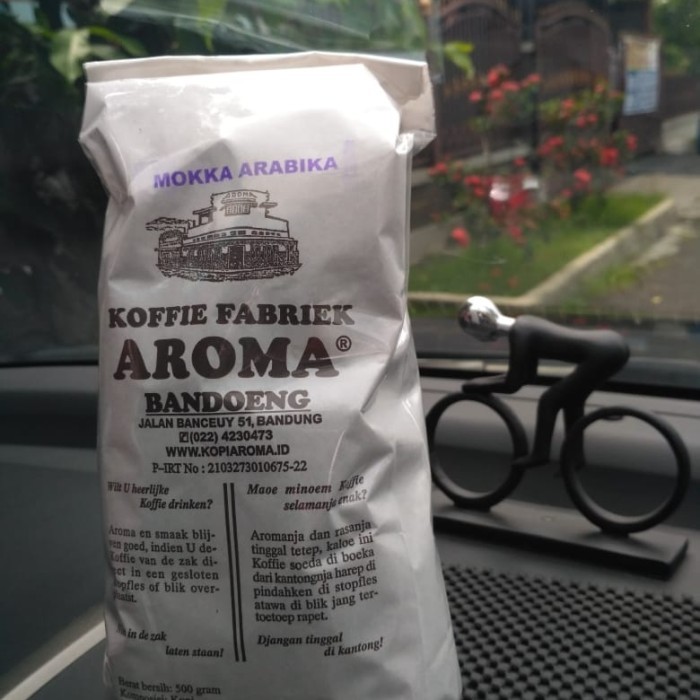 MOKKA ARABIKA
AROMA
KOFFIE FABRIEK
AROMA®
BANDOENG
JALAN BANCEUY 51, BANDUNG
(022) 4230473
WWW.KOPIAROMA.ID
P-IRT No : 2103273010675-22
Wilt U heerlijke
Koffie drinken?
Aroma en smaak blij-
goed, indien U de
Koffie van de zak di-
in een gesloten
of blik over-
in de zak
laten staan!
Maoe minoem Koffie
selamanja enak?
Aromanja dan rasanja
tinggal tetep, kaloe ini
Koffie soeda di boeka
dari kantongnja harep di
pindahken di stopfles
atawa di blik jang ter-
toetoep rapet.
Djangan tinggal
di kantong!
Berat bersih: 500 gram